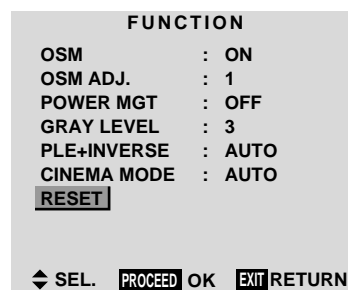 FUNCTION
OSM : ON
OSM ADJ. : 1
POWER MGT : OFF
GRAY LEVEL : 3
PLE+INVERSE : AUTO
CINEMA MODE : AUTO
RESET
SEL. PROCEED OK EXIT RETURN